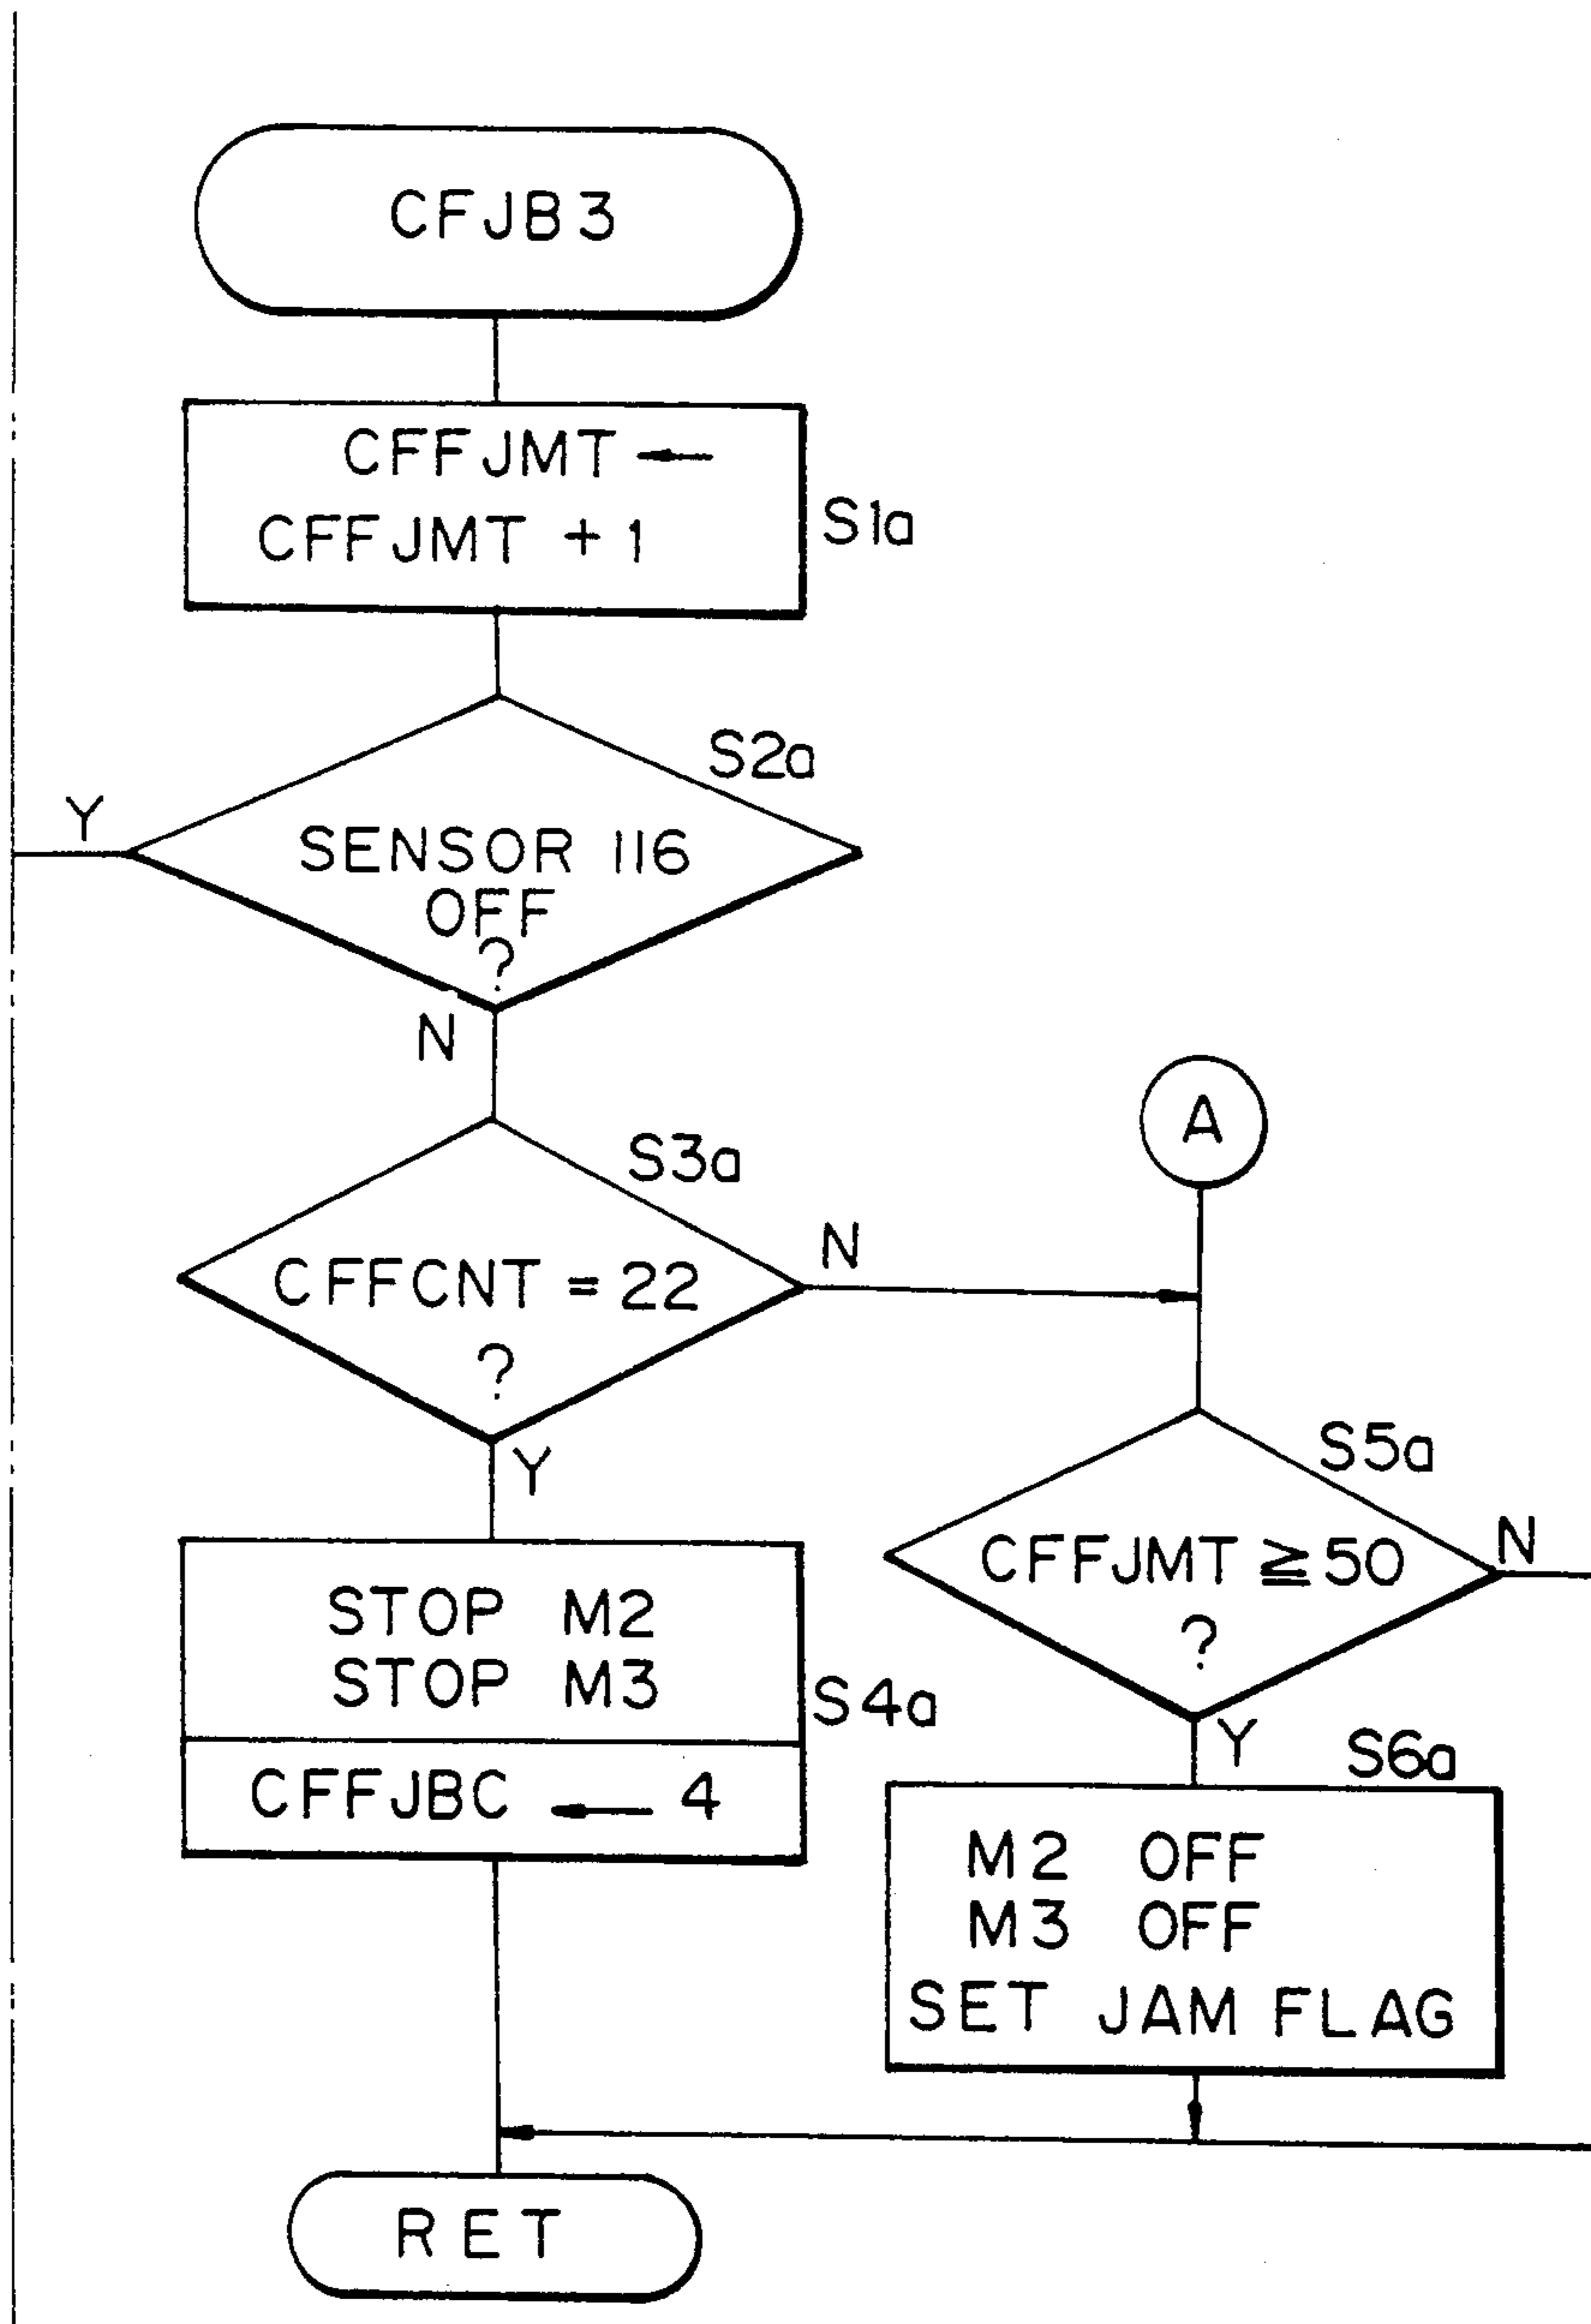 CFJB3
CFFJMT ←
CFFJMT + 1
S1a
S2a
Y
SENSOR 116
OFF
?
N
A
S3a
N
CFFCNT = 22
?
Y
S5a
N
CFFJMT ≧ 50
?
Y
STOP M2
STOP M3
S4a
CFFJBC ← 4
S6a
M2 OFF
M3 OFF
SET JAM FLAG
RET